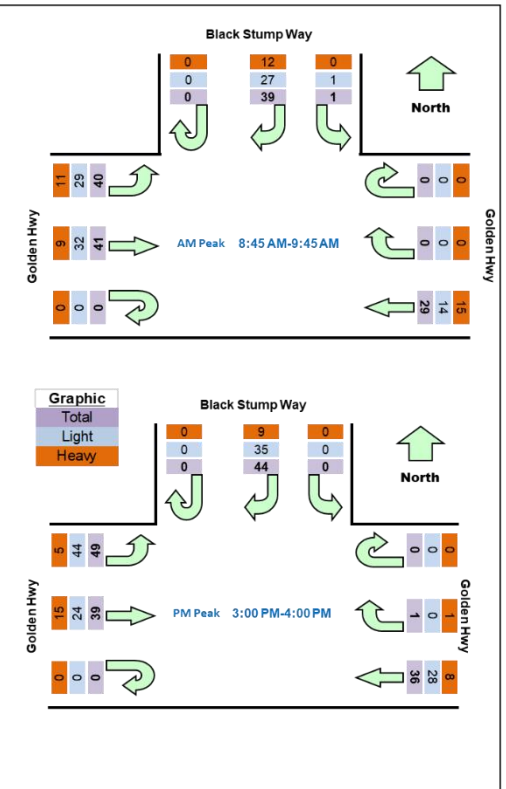 Black Stump Way
0 12 0
0 27 1
0 39 1
North
11 29 40
0 0 0
Golden Hwy
9 32 41
AM Peak 8:45 AM-9:45 AM
0 0 0
Golden Hwy
0 0 0
29 14 15
Graphic
Total
Light
Heavy
Black Stump Way
0 9 0
0 35 0
0 44 0
North
5 44 49
0 0 0
Golden Hwy
15 24 39
PM Peak 3:00 PM-4:00 PM
1 0 1
Golden Hwy
0 0 0
36 28 8